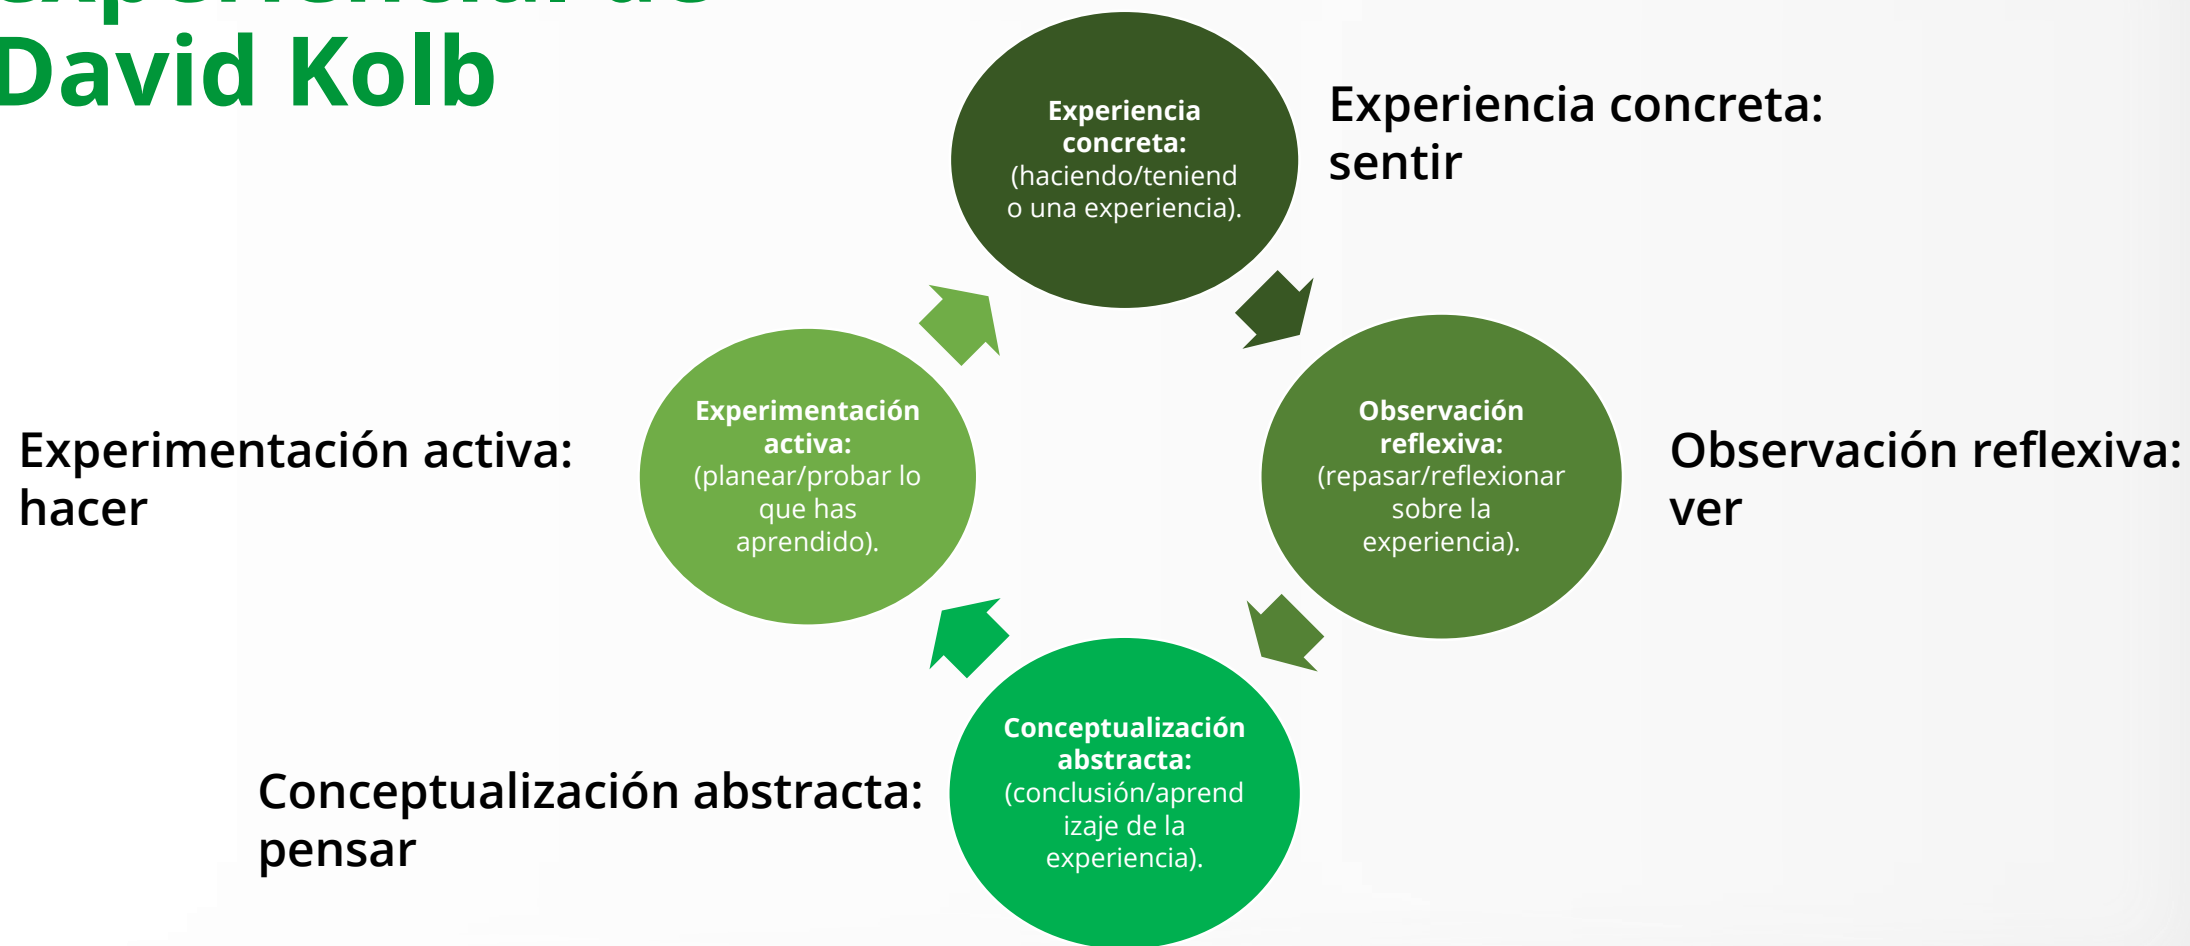 experiencial de
David Kolb
Experiencia
concreta:
(haciendo/teniend
o una experiencia).
Experiencia concreta:
sentir
Experimentación activa:
hacer
Experimentación
activa:
(planear/probar lo
que has
aprendido).
Observación
reflexiva:
(repasar/reflexionar
sobre la
experiencia).
Observación reflexiva:
ver
Conceptualización abstracta:
pensar
Conceptualización
abstracta:
(conclusión/aprend
izaje de la
experiencia).